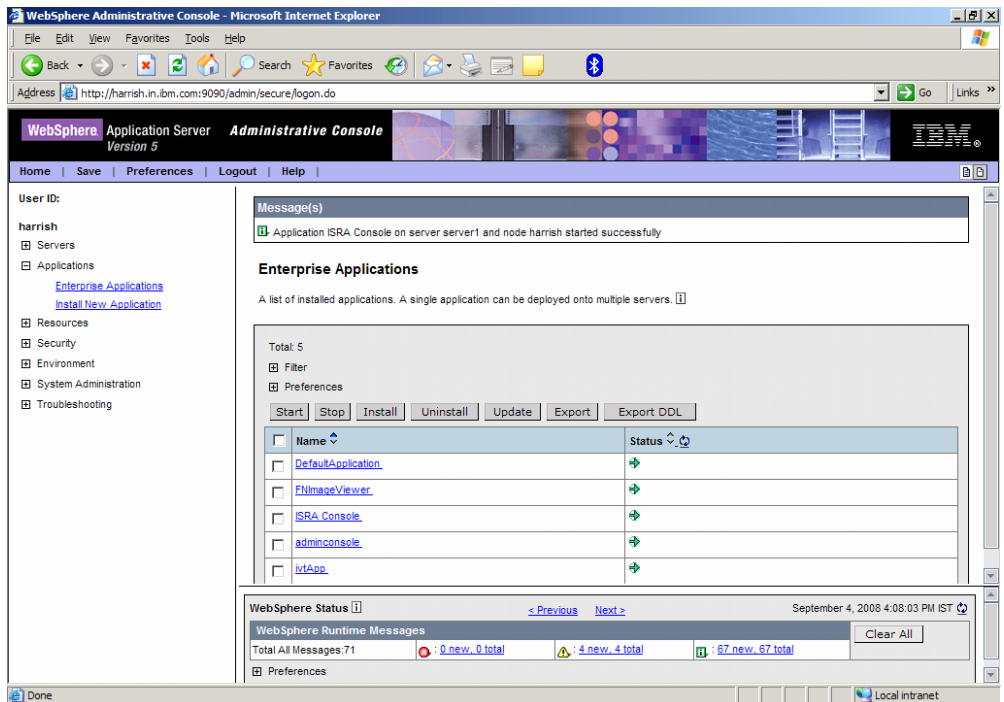 WebSphere Administrative Console - Microsoft Internet Explorer
File Edit View Favorites Tools Help
Back Search Favorites
Address http://harrish.in.ibm.com:9090/admin/secure/logon.do Go Links »
WebSphere. Application Server Administrative Console
Version 5
IBM®
Home | Save | Preferences | Logout | Help |
User ID:
harrish
Servers
Applications
Enterprise Applications
Install New Application
Resources
Security
Environment
System Administration
Troubleshooting
Message(s)
Application ISRA Console on server server1 and node harrish started successfully
Enterprise Applications
A list of installed applications. A single application can be deployed onto multiple servers. i
Total: 5
Filter
Preferences
Start Stop Install Uninstall Update Export Export DDL
Name Status
DefaultApplication
FNImageViewer
ISRA Console
adminconsole
ivtApp
WebSphere Status i < Previous Next > September 4, 2008 4:08:03 PM IST
WebSphere Runtime Messages Clear All
Total All Messages:71 : 0 new, 0 total : 4 new, 4 total : 67 new, 67 total
Preferences
Done Local intranet